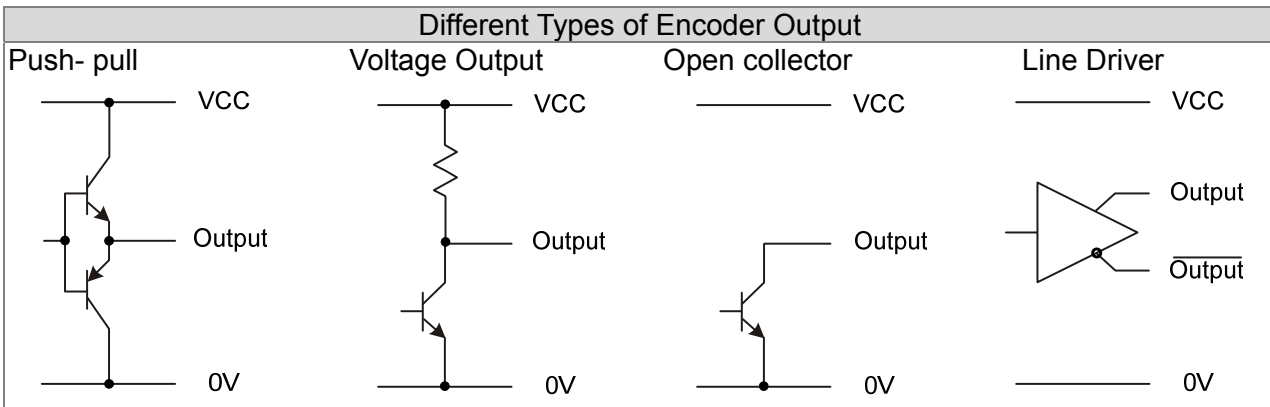 Different Types of Encoder Output
Push- pull
Voltage Output
Open collector
Line Driver
VCC
VCC
VCC
VCC
Output
Output
Output
Output
Output
0V
0V
0V
0V